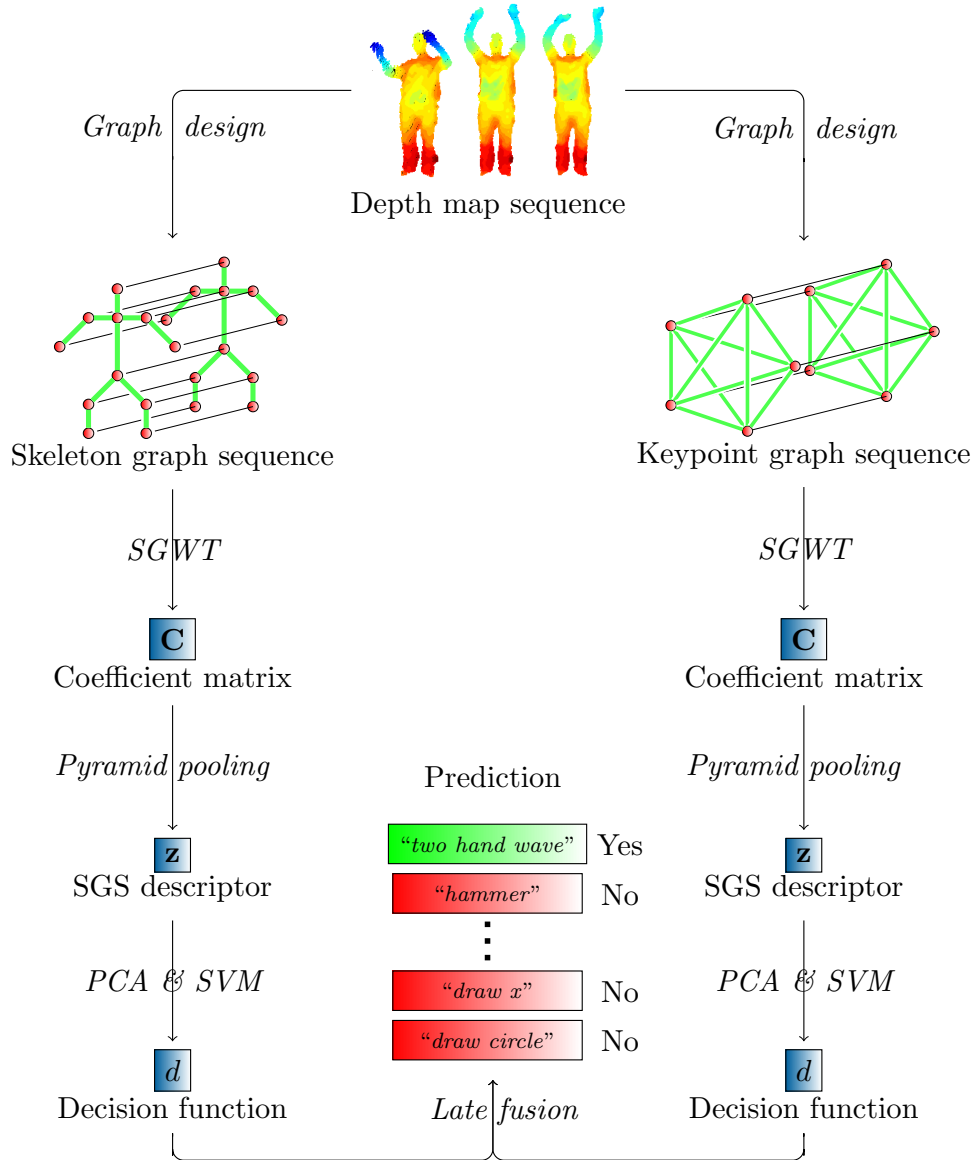 Graph design
Graph design
Depth map sequence
Skeleton graph sequence
Keypoint graph sequence
SGWT
SGWT
C
C
Coefficient matrix
Coefficient matrix
Pyramid pooling
Pyramid pooling
Prediction
“two hand wave” Yes
z
z
SGS descriptor
“hammer” No
SGS descriptor
PCA & SVM
“draw x” No
PCA & SVM
“draw circle” No
d
d
Decision function
Late fusion
Decision function